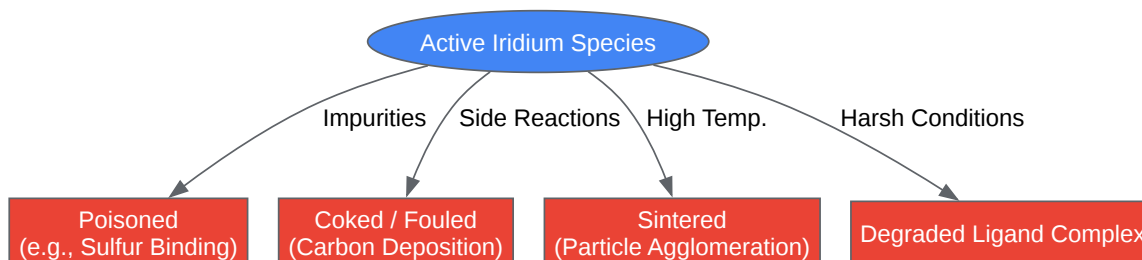 Active Iridium Species
Impurities
Side Reactions
High Temp.
Harsh Conditions
Poisoned
(e.g., Sulfur Binding)
Coked / Fouled
(Carbon Deposition)
Sintered
(Particle Agglomeration)
Degraded Ligand Complex